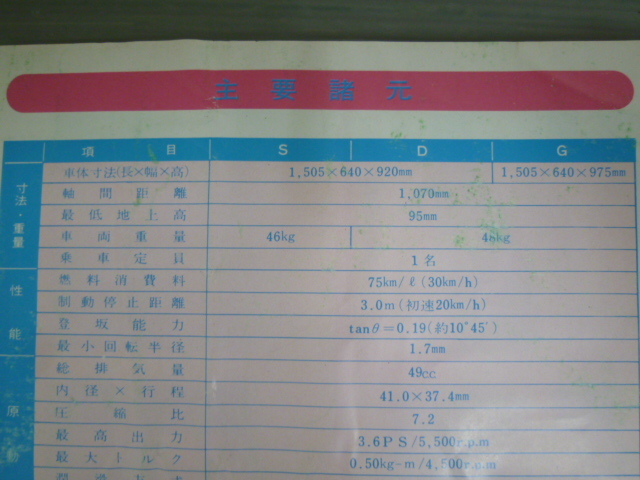 主要諸元
項目 S D G
寸法・重量
車体寸法(長×幅×高) 1,505×640×920mm 1,505×640×975mm
軸間距離 1,070mm
最低地上高 95mm
車両重量 46kg 48kg
乗車定員 1名
性能
燃料消費料 75km/ℓ(30km/h)
制動停止距離 3.0m(初速20km/h)
登坂能力 tanθ=0.19(約10°45′)
最小回転半径 1.7mm
原動
総排気量 49cc
内径×行程 41.0×37.4mm
圧縮比 7.2
最高出力 3.6PS/5,500r.p.m
最大トルク 0.50kg-m/4,500r.p.m